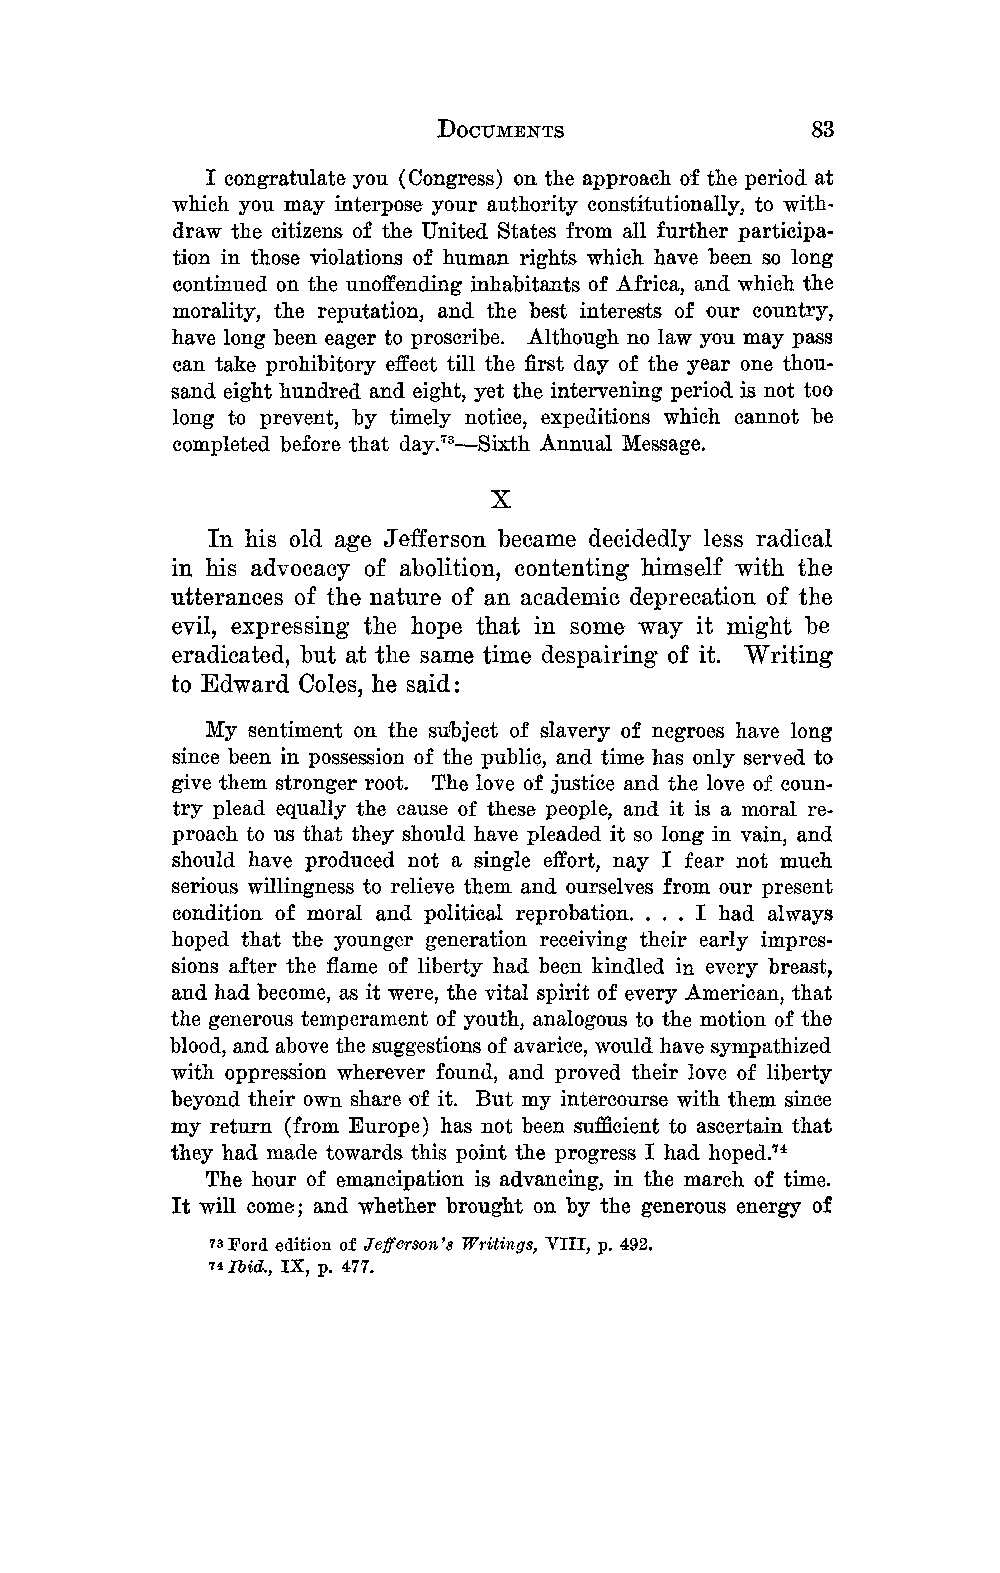 DOCUMENTS 83
I congratulate you (Congress) on the approach of the period at
which you may interpose your authority constitutionally, to with-
draw the citizens of the United States from all further participa-
tion in those violations of human rights which have been so long
continued on the unoffending inhabitants of Africa, and which the
morality, the reputation, and the best interests of our country,
have long been eager to proscribe. Although no law you may pass
can take prohibitory effect till the first day of the year one thou-
sand eight hundred and eight, yet the intervening period is not too
long to prevent, by timely notice, expeditions which cannot be
completed before that day.73—Sixth Annual Message.
X
In his old age Jefferson became decidedly less radical
in his advocacy of abolition, contenting himself with the
utterances of the nature of an academic deprecation of the
evil, expressing the hope that in some way it might be
eradicated, but at the same time despairing of it. Writing
to Edward Coles, he said:
My sentiment on the subject of slavery of negroes have long
since been in possession of the public, and time has only served to
give them stronger root. The love of justice and the love of coun-
try plead equally the cause of these people, and it is a moral re-
proach to us that they should have pleaded it so long in vain, and
should have produced not a single effort, nay I fear not much
serious willingness to relieve them and ourselves from our present
condition of moral and political reprobation. . . . I had always
hoped that the younger generation receiving their early impres-
sions after the flame of liberty had been kindled in every breast,
and had become, as it were, the vital spirit of every American, that
the generous temperament of youth, analogous to the motion of the
blood, and above the suggestions of avarice, would have sympathized
with oppression wherever found, and proved their love of liberty
beyond their own share of it. But my intercourse with them since
my return (from Europe) has not been sufficient to ascertain that
they had made towards this point the progress I had hoped.74
The hour of emancipation is advancing, in the march of time.
It will come; and whether brought on by the generous energy of
73 Ford edition of Jefferson's Writings, VIII, p. 492.
74 Ibid., IX, p. 477.